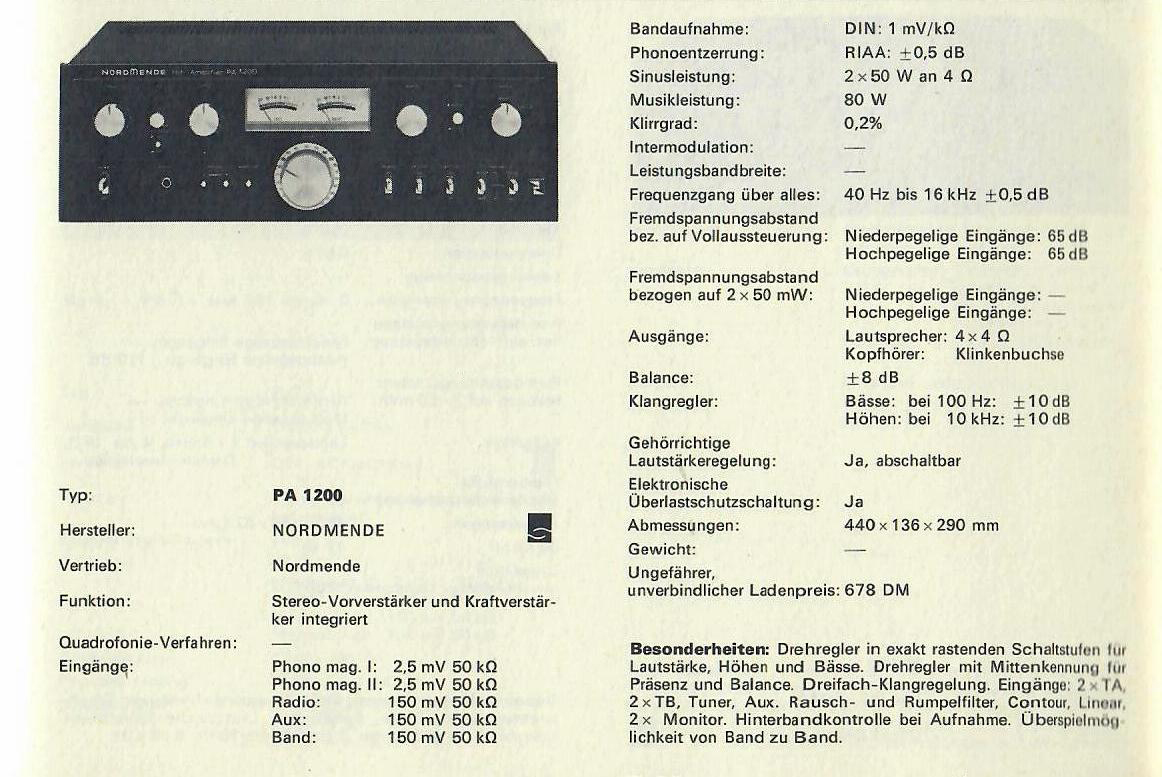 NORDMENDE Hifi-Amplifier PA 1200
Typ: PA 1200
Hersteller: NORDMENDE
Vertrieb: Nordmende
Funktion: Stereo-Vorverstärker und Kraftverstär-
ker integriert
Quadrofonie-Verfahren: —
Eingänge: Phono mag. I: 2,5 mV 50 kΩ
Phono mag. II: 2,5 mV 50 kΩ
Radio: 150 mV 50 kΩ
Aux: 150 mV 50 kΩ
Band: 150 mV 50 kΩ
Bandaufnahme: DIN: 1 mV/kΩ
Phonoentzerrung: RIAA: ±0,5 dB
Sinusleistung: 2×50 W an 4 Ω
Musikleistung: 80 W
Klirrgrad: 0,2%
Intermodulation: —
Leistungsbandbreite: —
Frequenzgang über alles: 40 Hz bis 16 kHz ±0,5 dB
Fremdspannungsabstand
bez. auf Vollaussteuerung: Niederpegelige Eingänge: 65 dB
Hochpegelige Eingänge: 65 dB
Fremdspannungsabstand
bezogen auf 2×50 mW: Niederpegelige Eingänge: —
Hochpegelige Eingänge: —
Ausgänge: Lautsprecher: 4×4 Ω
Kopfhörer: Klinkenbuchse
Balance: ±8 dB
Klangregler: Bässe: bei 100 Hz: ±10 dB
Höhen: bei 10 kHz: ±10 dB
Gehörrichtige
Lautstärkeregelung: Ja, abschaltbar
Elektronische
Überlastschutzschaltung: Ja
Abmessungen: 440×136×290 mm
Gewicht: —
Ungefährer,
unverbindlicher Ladenpreis: 678 DM
Besonderheiten: Drehregler in exakt rastenden Schaltstufen für
Lautstärke, Höhen und Bässe. Drehregler mit Mittenkennung für
Präsenz und Balance. Dreifach-Klangregelung. Eingänge: 2×TA,
2×TB, Tuner, Aux. Rausch- und Rumpelfilter, Contour, Linear,
2× Monitor. Hinterbandkontrolle bei Aufnahme. Überspielmög-
lichkeit von Band zu Band.